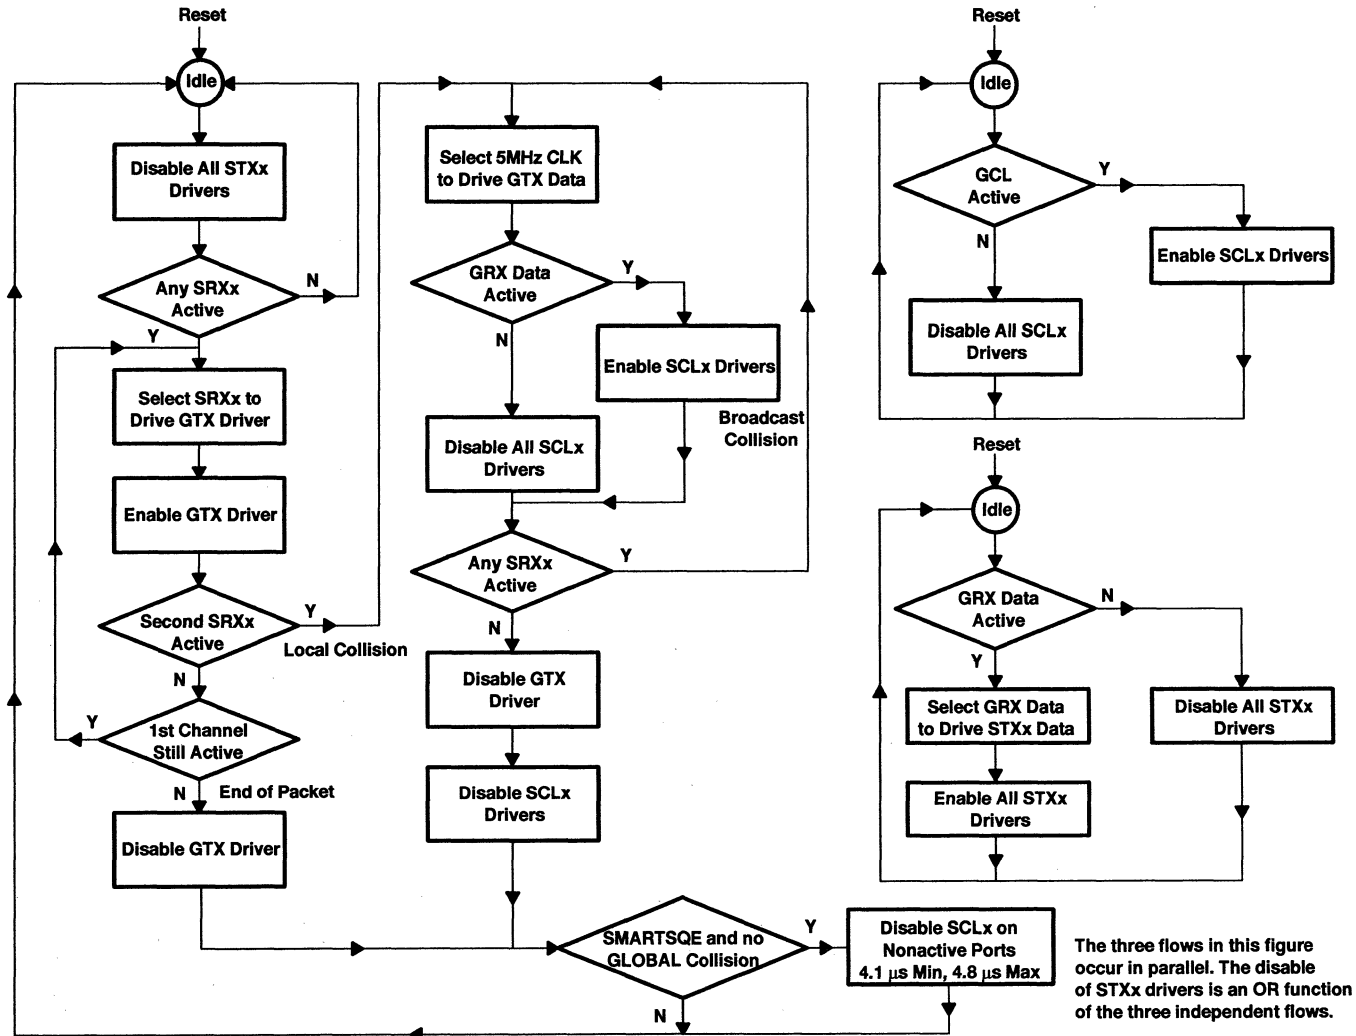 Reset
Idle
Disable All STXx
Drivers
Any SRXx
Active
N
Y
Select SRXx to
Drive GTX Driver
Enable GTX Driver
Second SRXx
Active
Y
Local Collision
N
1st Channel
Still Active
Y
N
End of Packet
Disable GTX Driver
Select 5MHz CLK
to Drive GTX Data
GRX Data
Active
Y
N
Enable SCLx Drivers
Broadcast
Collision
Disable All SCLx
Drivers
Any SRXx
Active
Y
N
Disable GTX
Driver
Disable SCLx
Drivers
SMARTSQE and no
GLOBAL Collision
Y
N
Disable SCLx on
Nonactive Ports
4.1 μs Min, 4.8 μs Max
Reset
Idle
GCL
Active
Y
N
Enable SCLx Drivers
Disable All SCLx
Drivers
Reset
Idle
GRX Data
Active
N
Y
Select GRX Data
to Drive STXx Data
Disable All STXx
Drivers
Enable All STXx
Drivers
The three flows in this figure
occur in parallel. The disable
of STXx drivers is an OR function
of the three independent flows.